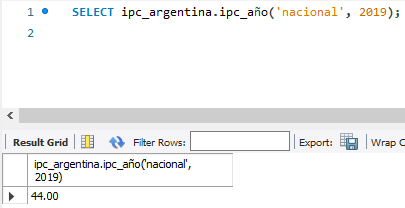 1 SELECT ipc_argentina.ipc_año('nacional', 2019);
2
Result Grid Filter Rows: Export: Wrap C
ipc_argentina.ipc_año('nacional',
2019)
44.00